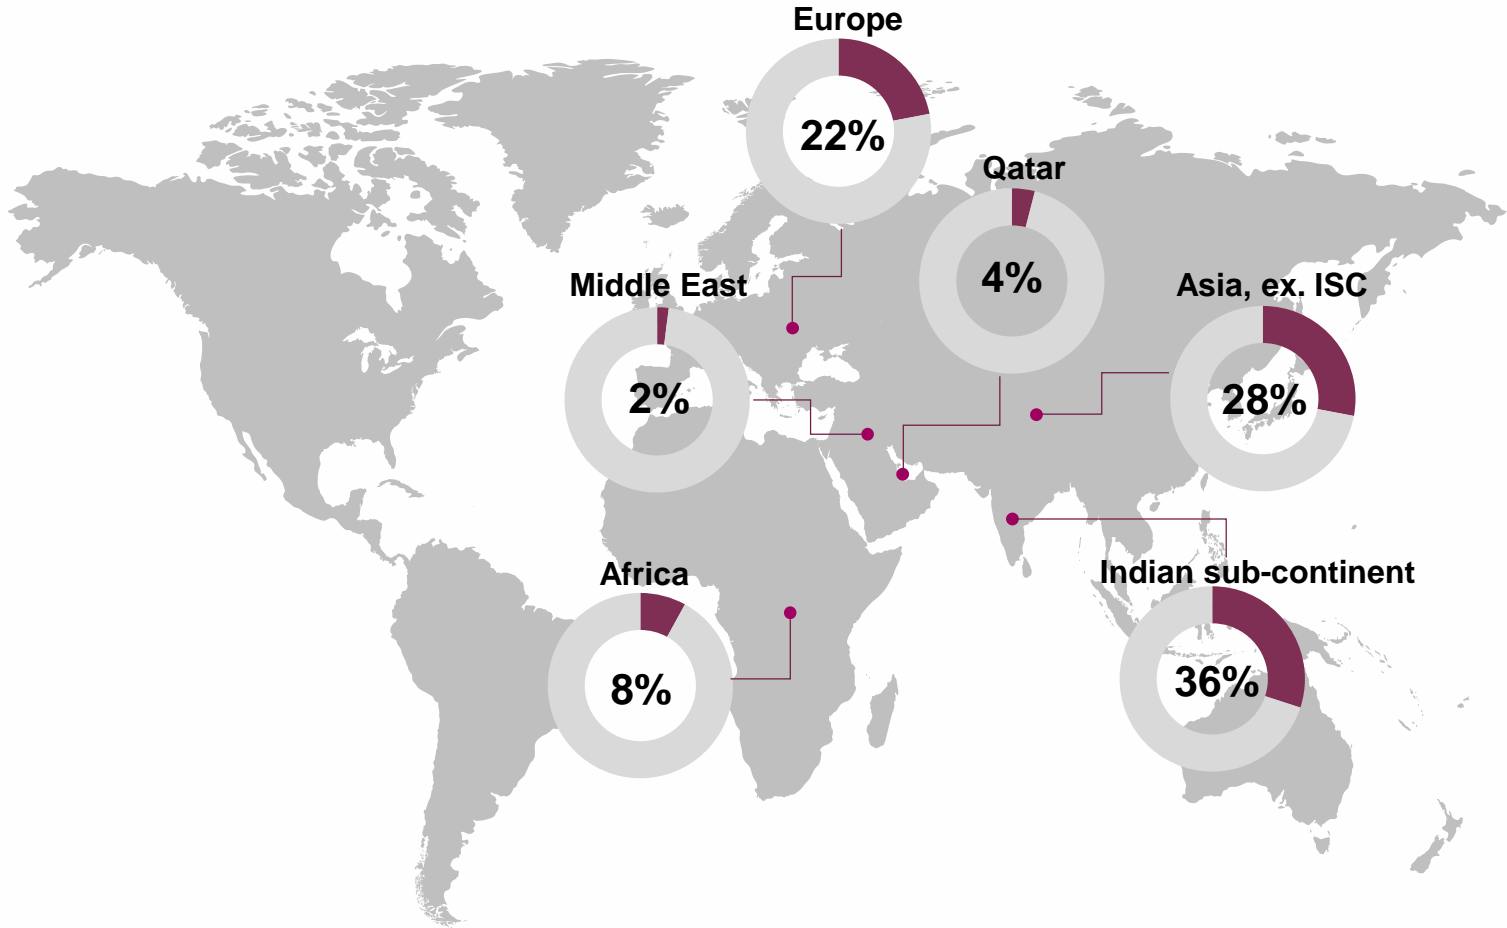 Europe
22%
Qatar
4%
Middle East
2%
Asia, ex. ISC
28%
Africa
8%
Indian sub-continent
36%